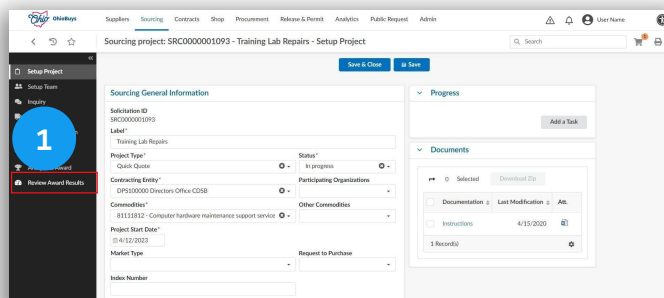 Ohio OhioBuys Suppliers Sourcing Contracts Shop Procurement Release & Permit Analytics Public Request Admin User Name
Sourcing project: SRC0000001093 - Training Lab Repairs - Setup Project Search
Save & Close Save
Setup Project
Setup Team
Inquiry
1
Award
Review Award Results
Sourcing General Information
Solicitation ID
SRC0000001093
Label*
Training Lab Repairs
Project Type* Status*
Quick Quote In progress
Contracting Entity* Participating Organizations
DPS100000 Directors Office CDSB
Commodities* Other Commodities
81111812 - Computer hardware maintenance support service
Project Start Date*
4/12/2023
Market Type Request to Purchase
Index Number
Progress
Add a Task
Documents
0 Selected Download Zip
Documentation Last Modification Att.
Instructions 4/15/2020
1 Record(s)